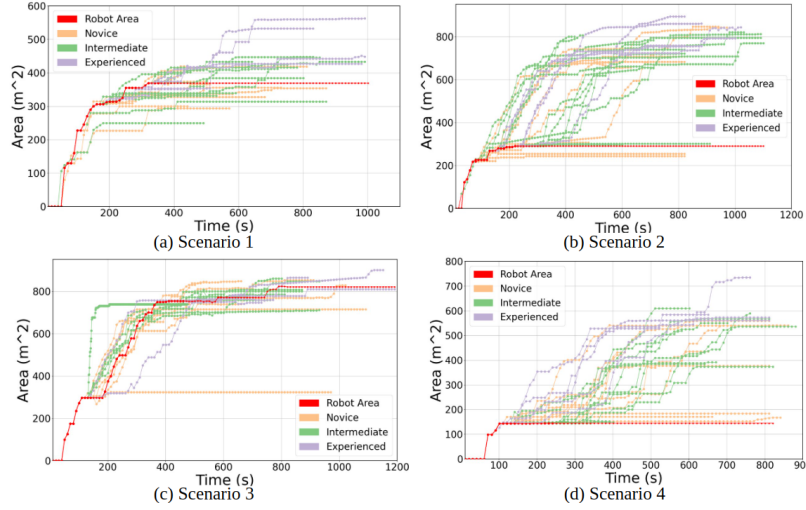 600
500
400
300
200
100
0
Area (m^2)
Robot Area
Novice
Intermediate
Experienced
200 400 600 800 1000
Time (s)
(a) Scenario 1
1000
800
600
400
200
0
Area (m^2)
Robot Area
Novice
Intermediate
Experienced
0 200 400 600 800 1000 1200
Time (s)
(b) Scenario 2
800
600
400
200
0
Area (m^2)
Robot Area
Novice
Intermediate
Experienced
200 400 600 800 1000 1200
Time (s)
(c) Scenario 3
800
700
600
500
400
300
200
100
0
Area (m^2)
Robot Area
Novice
Intermediate
Experienced
100 200 300 400 500 600 700 800
Time (s)
(d) Scenario 4